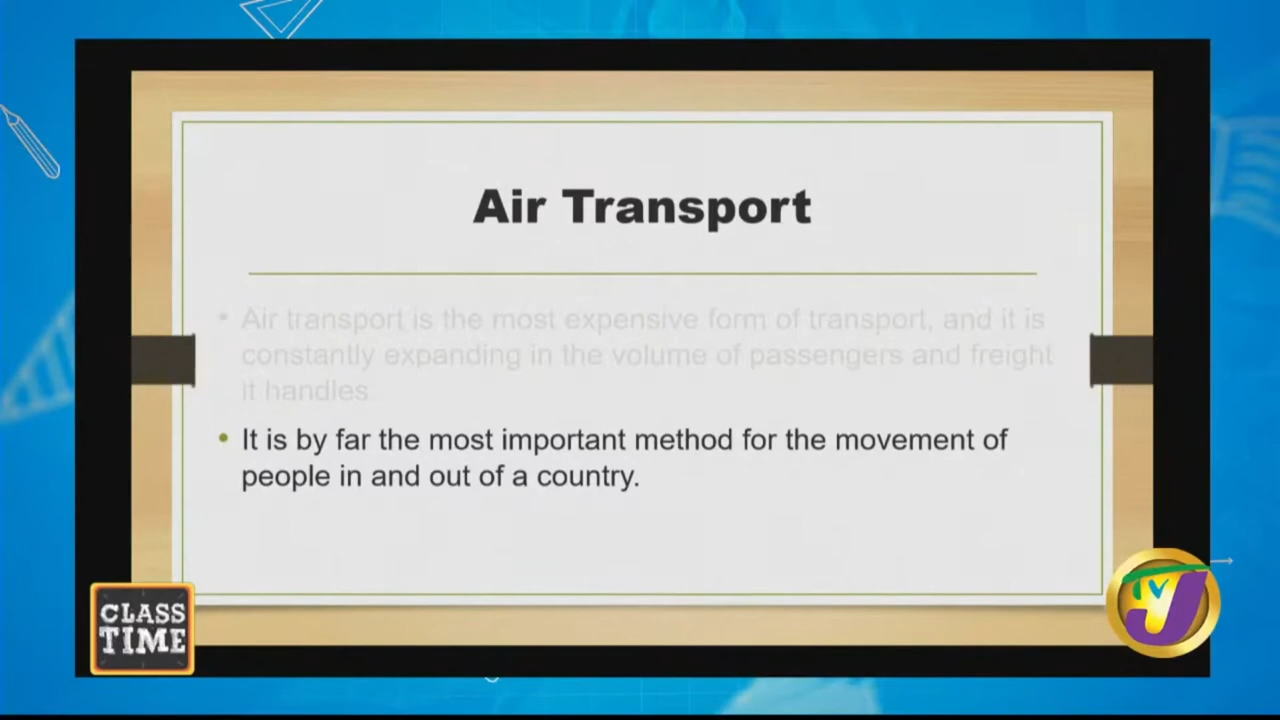 Air Transport
• Air transport is the most expensive form of transport, and it is
constantly expanding in the volume of passengers and freight
it handles.
• It is by far the most important method for the movement of
people in and out of a country.
CLASS
TIME
TVJ